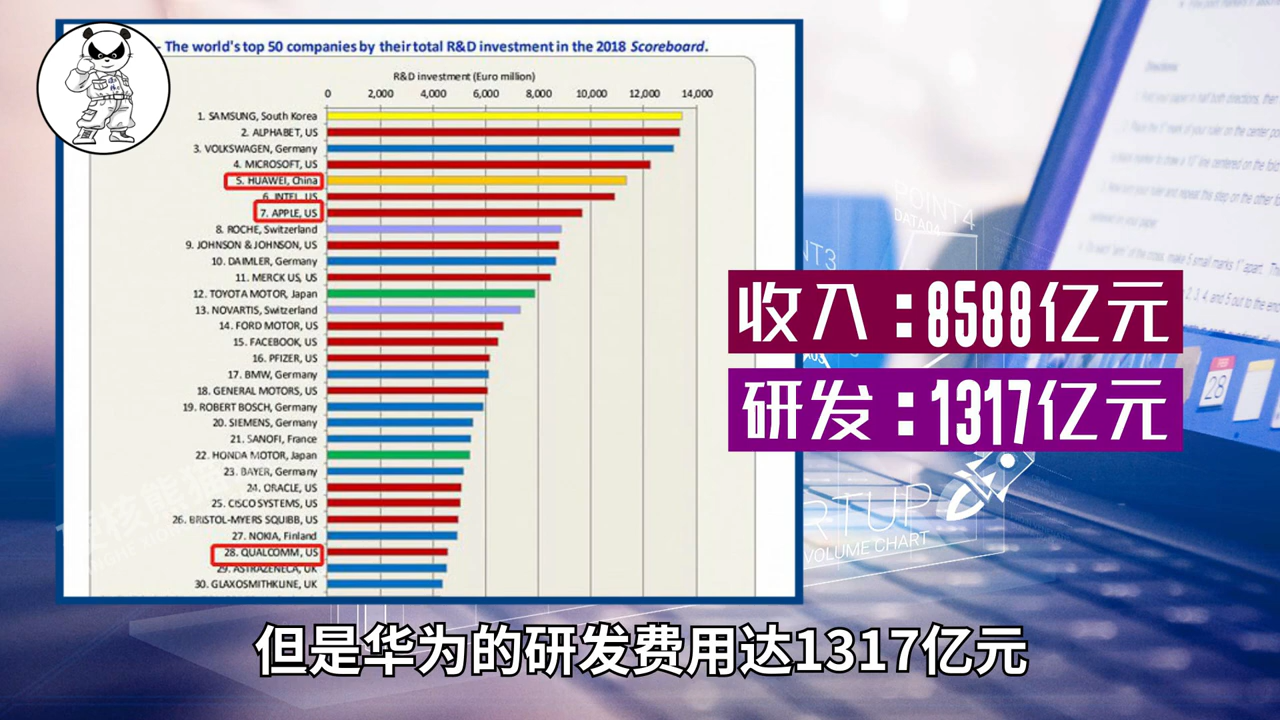 - The world's top 50 companies by their total R&D investment in the 2018 Scoreboard.
R&D investment (Euro million)
0 2,000 4,000 6,000 8,000 10,000 12,000 14,000
1. SAMSUNG, South Korea
2. ALPHABET, US
3. VOLKSWAGEN, Germany
4. MICROSOFT, US
5. HUAWEI, China
6. INTEL, US
7. APPLE, US
8. ROCHE, Switzerland
9. JOHNSON & JOHNSON, US
10. DAIMLER, Germany
11. MERCK US, US
12. TOYOTA MOTOR, Japan
13. NOVARTIS, Switzerland
14. FORD MOTOR, US
15. FACEBOOK, US
16. PFIZER, US
17. BMW, Germany
18. GENERAL MOTORS, US
19. ROBERT BOSCH, Germany
20. SIEMENS, Germany
21. SANOFI, France
22. HONDA MOTOR, Japan
23. BAYER, Germany
24. ORACLE, US
25. CISCO SYSTEMS, US
26. BRISTOL-MYERS SQUIBB, US
27. NOKIA, Finland
28. QUALCOMM, US
29. ASTRAZENECA, UK
30. GLAXOSMITHKLINE, UK
POINT4
DATA04
NT3
收入:8588亿元
研发:1317亿元
RTUP
VOLUME CHART
28
但是华为的研发费用达1317亿元